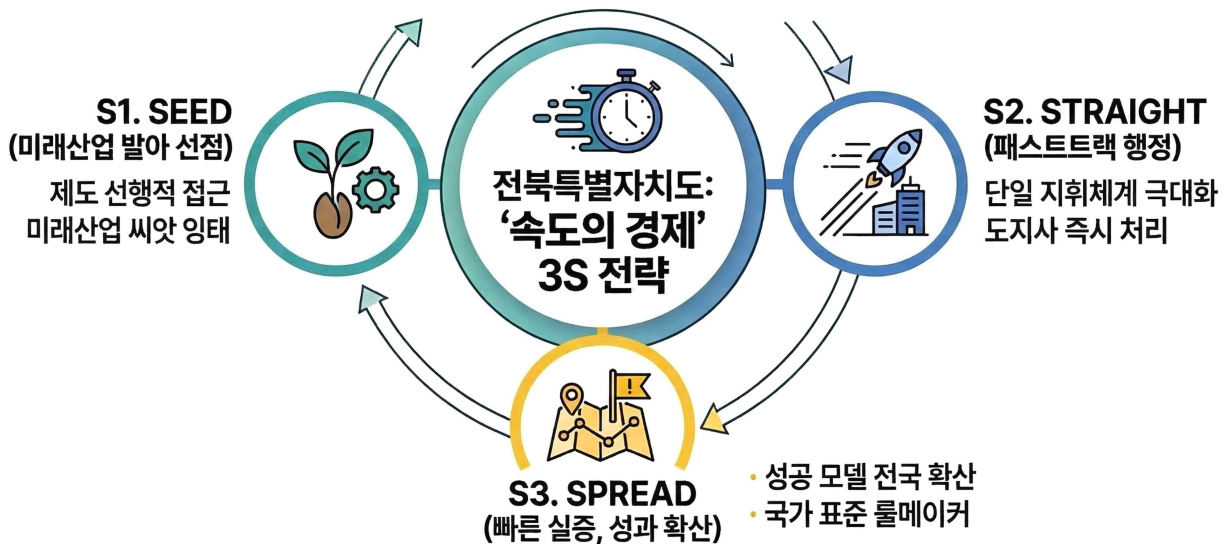 S1. SEED
(미래산업 발아 선점)
제도 선행적 접근
미래산업 씨앗 잉태
전북특별자치도:
‘속도의 경제’
3S 전략
S2. STRAIGHT
(패스트트랙 행정)
단일 지휘체계 극대화
도지사 즉시 처리
S3. SPREAD
(빠른 실증, 성과 확산)
· 성공 모델 전국 확산
· 국가 표준 룰메이커